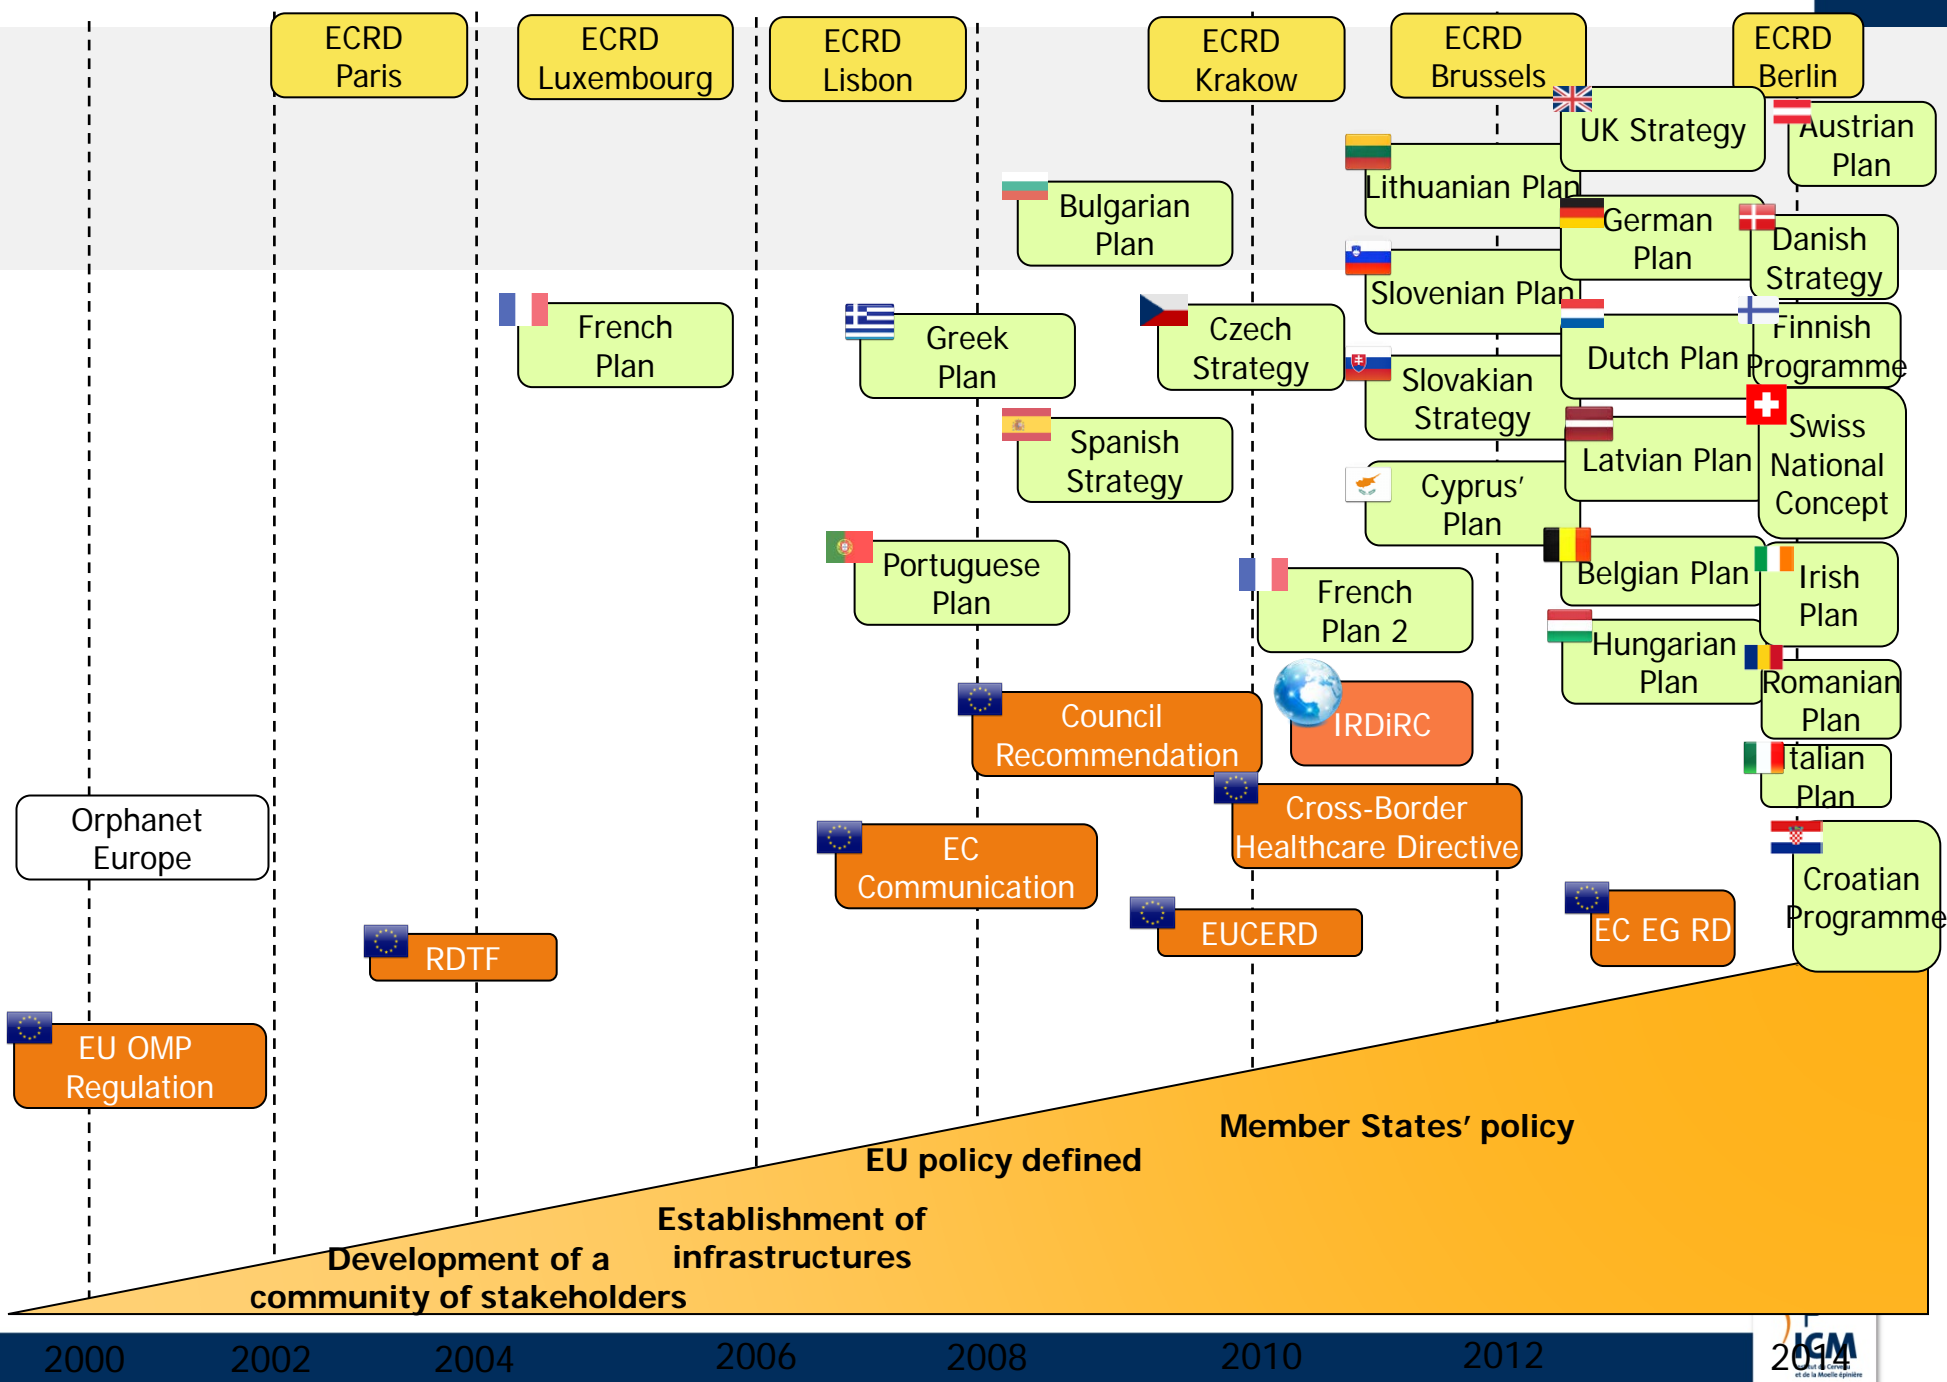 ECRD
Paris
ECRD
Luxembourg
ECRD
Lisbon
ECRD
Krakow
ECRD
Brussels
ECRD
Berlin
UK Strategy
Austrian
Plan
Lithuanian Plan
Bulgarian
Plan
German
Plan
Danish
Strategy
Slovenian Plan
French
Plan
Greek
Plan
Czech
Strategy
Dutch Plan
Finnish
Programme
Slovakian
Strategy
Spanish
Strategy
Latvian Plan
Swiss
National
Concept
Cyprus’
Plan
Portuguese
Plan
French
Plan 2
Belgian Plan
Irish
Plan
Hungarian
Plan
Romanian
Plan
Council
Recommendation
IRDiRC
Italian
Plan
Orphanet
Europe
EC
Communication
Cross-Border
Healthcare Directive
Croatian
Programme
RDTF
EUCERD
EC EG RD
EU OMP
Regulation
Member States’ policy
EU policy defined
Establishment of
infrastructures
Development of a
community of stakeholders
2000
2002
2004
2006
2008
2010
2012
2014
ICM
et de la Moelle épinière